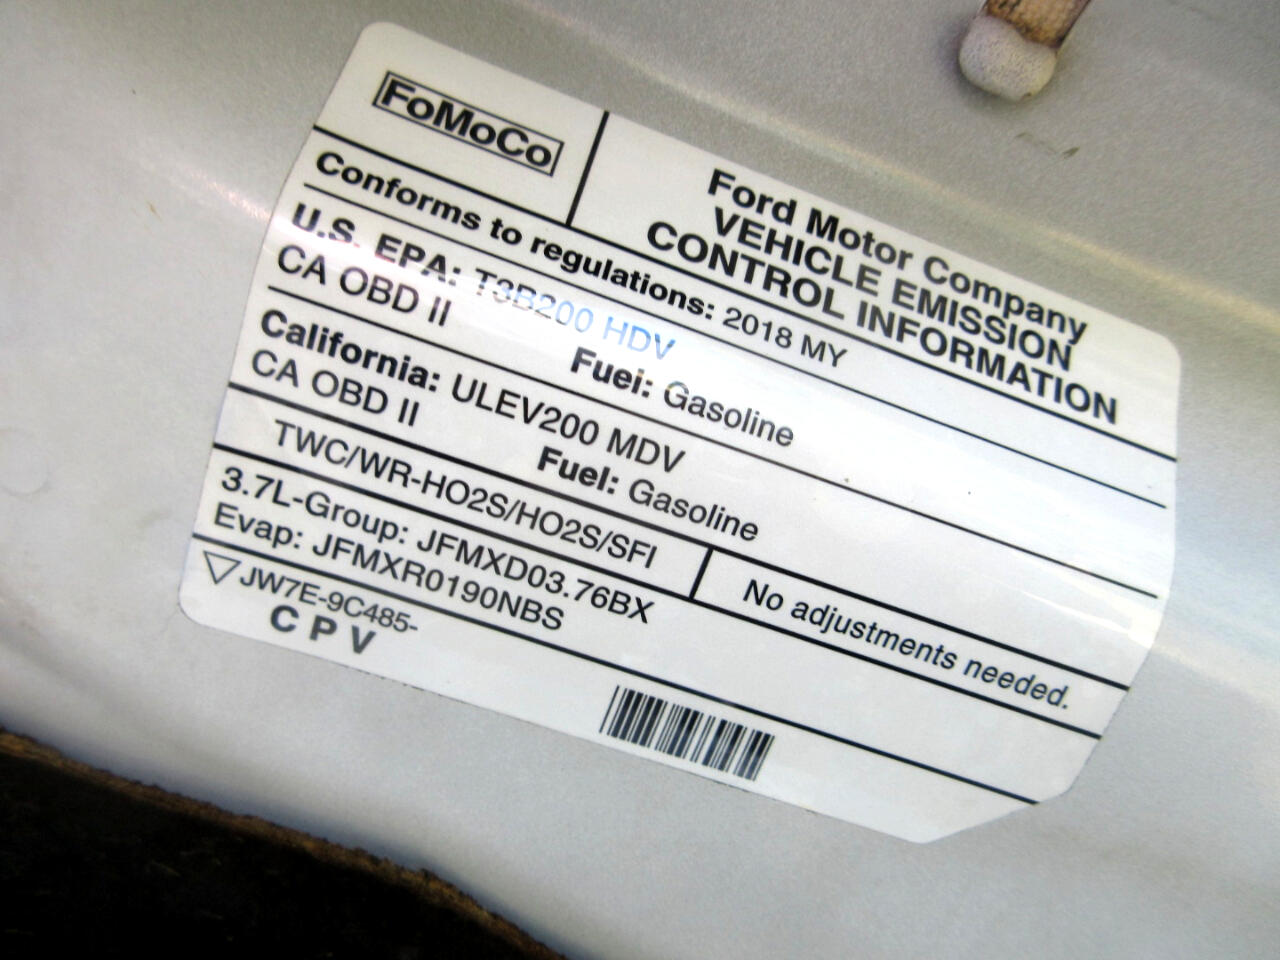 FoMoCo
Ford Motor Company
VEHICLE EMISSION
CONTROL INFORMATION
Conforms to regulations: 2018 MY
U.S. EPA: T3B200 HDV
CA OBD II Fuel: Gasoline
California: ULEV200 MDV
CA OBD II Fuel: Gasoline
TWC/WR-HO2S/HO2S/SFI
No adjustments needed.
3.7L-Group: JFMXD03.76BX
Evap: JFMXR0190NBS
JW7E-9C485-
C P V